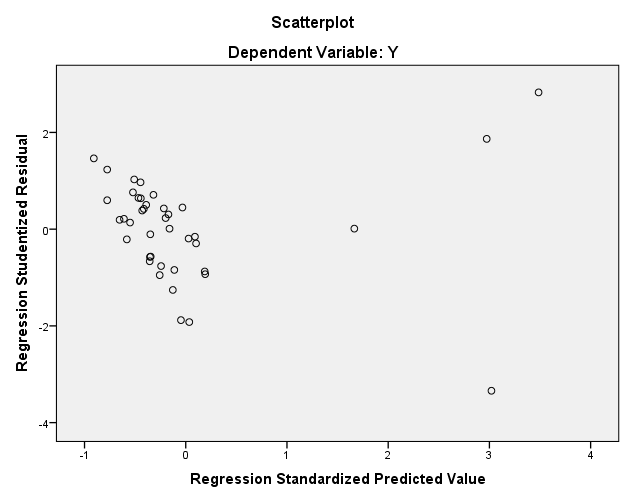 Scatterplot
Dependent Variable: Y
Regression Studentized Residual
2
0
-2
-4
-1
0
1
2
3
4
Regression Standardized Predicted Value